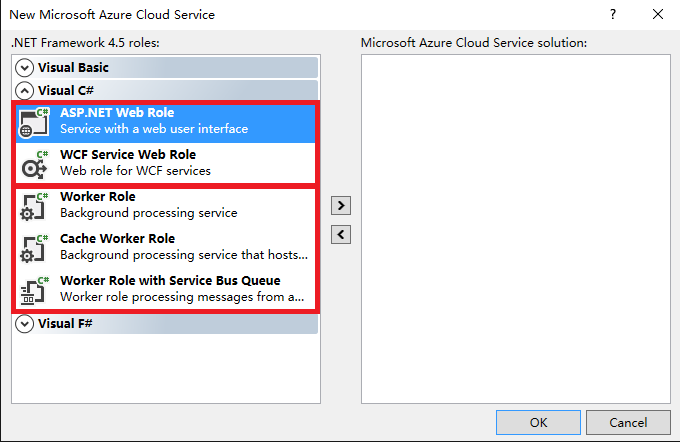 New Microsoft Azure Cloud Service
?
.NET Framework 4.5 roles:
Microsoft Azure Cloud Service solution:
Visual Basic
Visual C#
C#
ASP.NET Web Role
Service with a web user interface
C#
WCF Service Web Role
Web role for WCF services
C#
Worker Role
Background processing service
C#
Cache Worker Role
Background processing service that hosts...
C#
Worker Role with Service Bus Queue
Worker role processing messages from a...
Visual F#
>
<
OK
Cancel